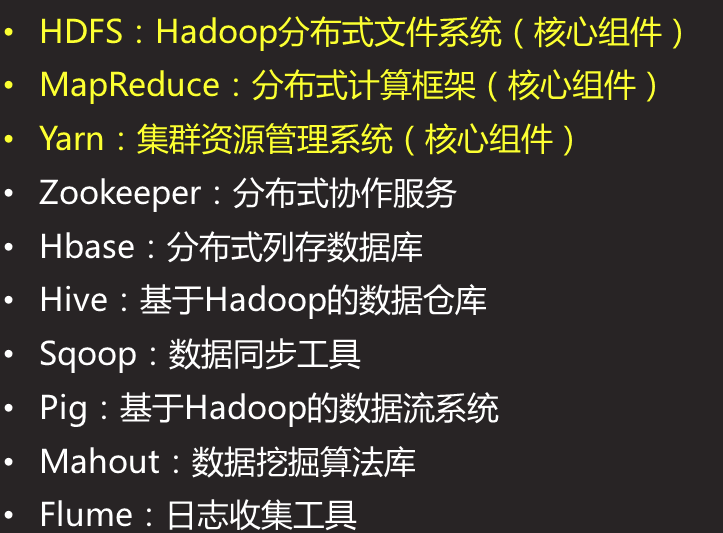 • HDFS：Hadoop分布式文件系统（核心组件）
• MapReduce：分布式计算框架（核心组件）
• Yarn：集群资源管理系统（核心组件）
• Zookeeper：分布式协作服务
• Hbase：分布式列存数据库
• Hive：基于Hadoop的数据仓库
• Sqoop：数据同步工具
• Pig：基于Hadoop的数据流系统
• Mahout：数据挖掘算法库
• Flume：日志收集工具